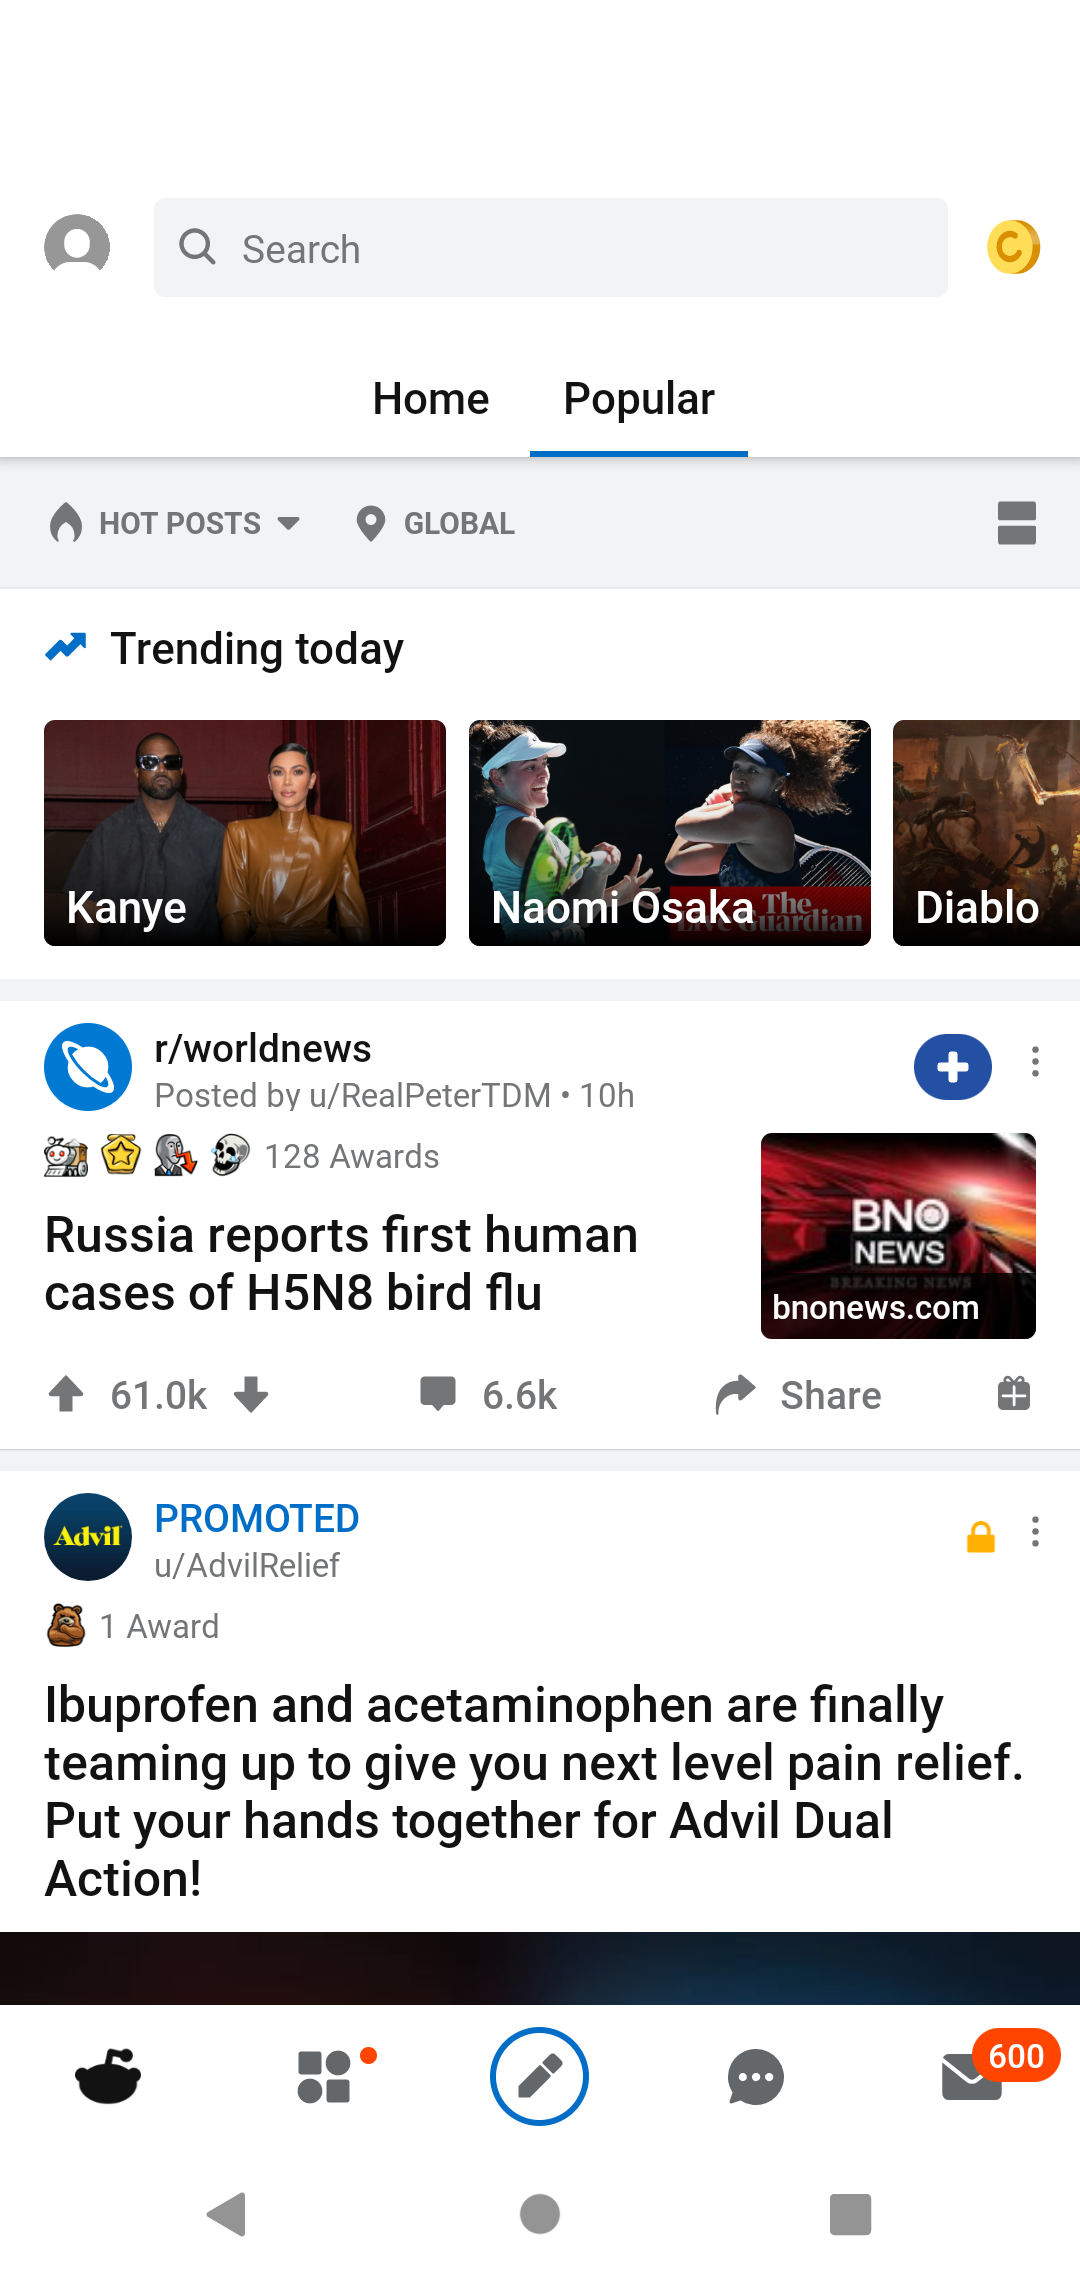 Search
Home
Popular
HOT POSTS
GLOBAL
Trending today
Kanye
Naomi Osaka
The
Live Guardian
Diablo
r/worldnews
Posted by u/RealPeterTDM • 10h
128 Awards
Russia reports first human
cases of H5N8 bird flu
BNO
NEWS
BREAKING NEWS
bnonews.com
61.0k
6.6k
Share
Advil
PROMOTED
u/AdvilRelief
1 Award
Ibuprofen and acetaminophen are finally
teaming up to give you next level pain relief.
Put your hands together for Advil Dual
Action!
600